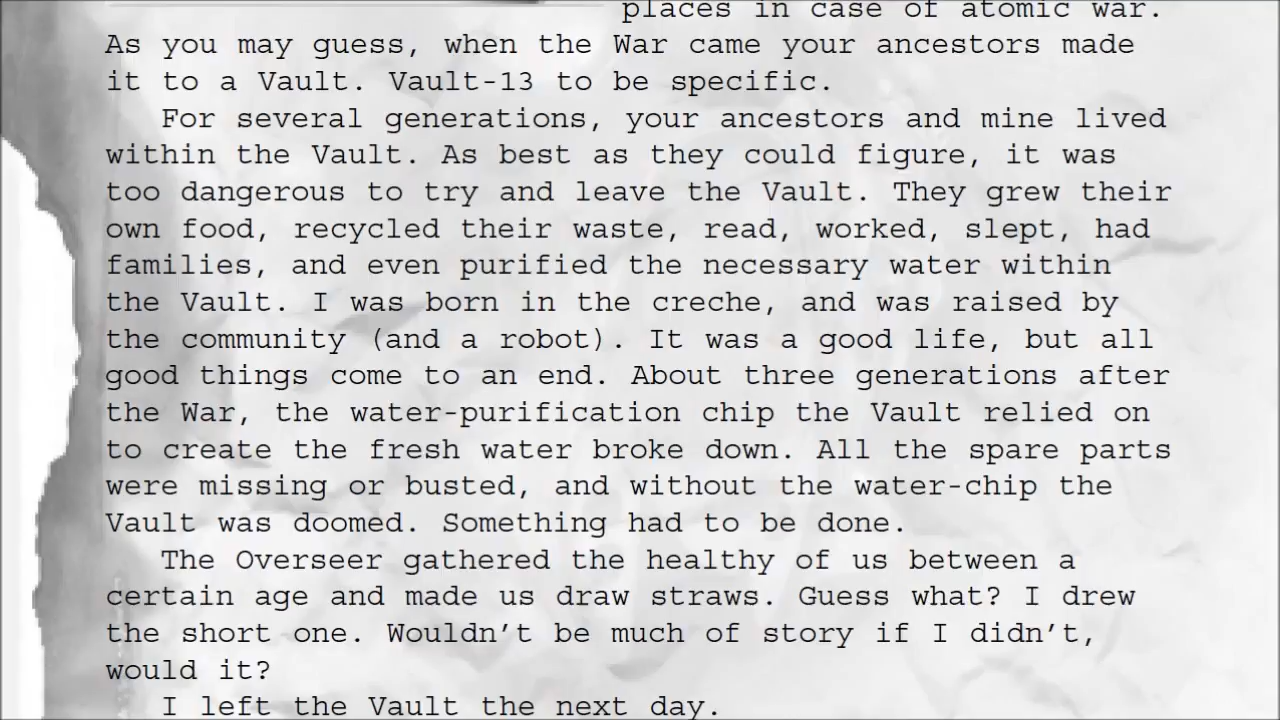 places in case of atomic war.
As you may guess, when the War came your ancestors made
it to a Vault. Vault-13 to be specific.
For several generations, your ancestors and mine lived
within the Vault. As best as they could figure, it was
too dangerous to try and leave the Vault. They grew their
own food, recycled their waste, read, worked, slept, had
families, and even purified the necessary water within
the Vault. I was born in the creche, and was raised by
the community (and a robot). It was a good life, but all
good things come to an end. About three generations after
the War, the water-purification chip the Vault relied on
to create the fresh water broke down. All the spare parts
were missing or busted, and without the water-chip the
Vault was doomed. Something had to be done.
The Overseer gathered the healthy of us between a
certain age and made us draw straws. Guess what? I drew
the short one. Wouldn’t be much of story if I didn’t,
would it?
I left the Vault the next day.